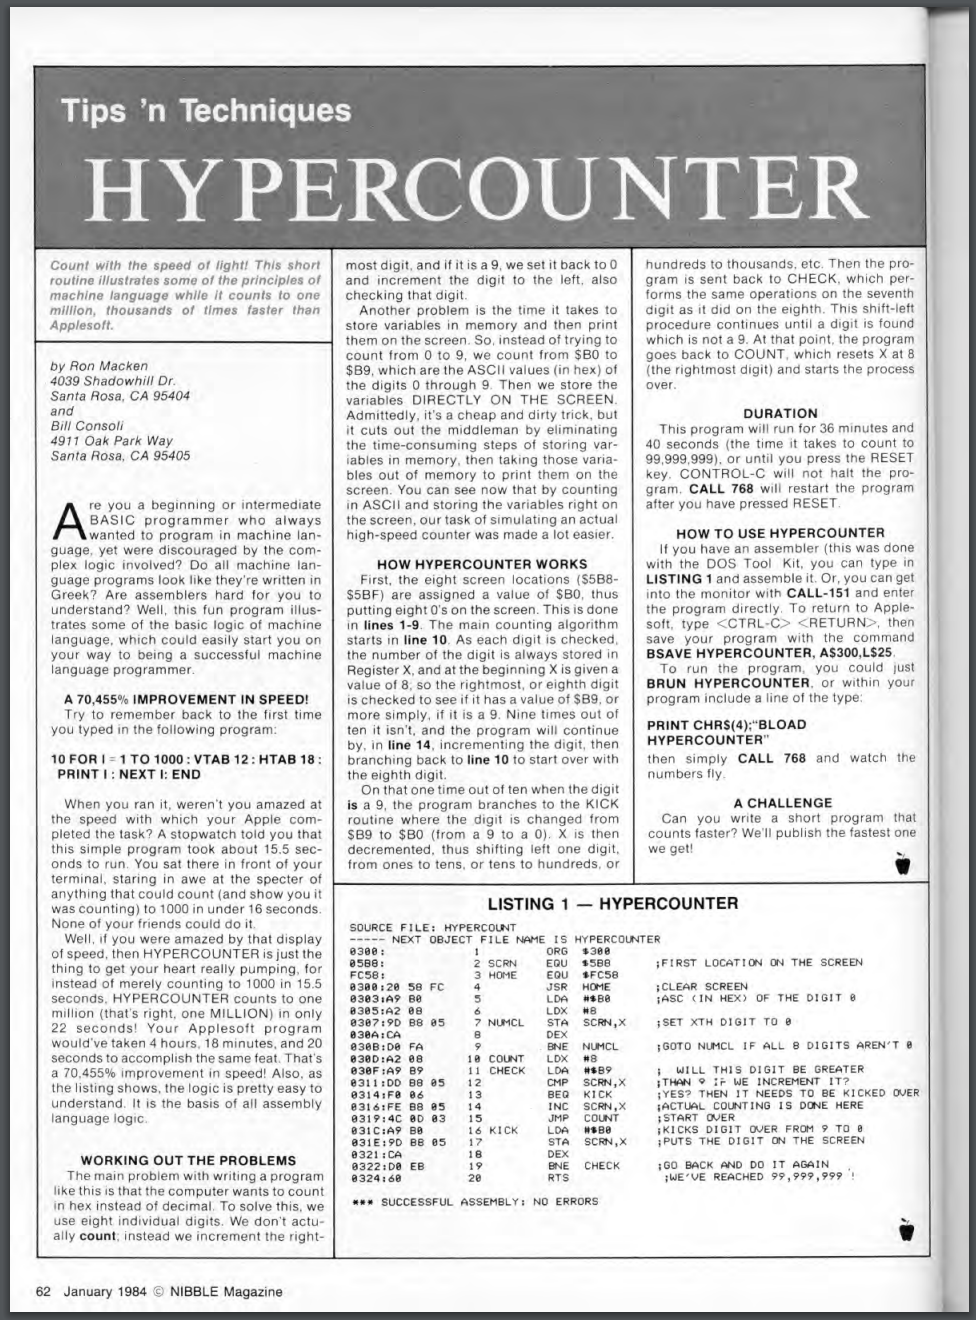 Tips 'n Techniques
HYPERCOUNTER
Count with the speed of light! This short
routine illustrates some of the principles of
machine language while it counts to one
million, thousands of times faster than
Applesoft.
by Ron Macken
4039 Shadowhill Dr.
Santa Rosa, CA 95404
and
Bill Consoli
4911 Oak Park Way
Santa Rosa, CA 95405
Are you a beginning or intermediate
BASIC programmer who always
wanted to program in machine lan-
guage, yet were discouraged by the com-
plex logic involved? Do all machine lan-
guage programs look like they're written in
Greek? Are assemblers hard for you to
understand? Well, this fun program illus-
trates some of the basic logic of machine
language, which could easily start you on
your way to being a successful machine
language programmer.
A 70,455% IMPROVEMENT IN SPEED!
Try to remember back to the first time
you typed in the following program:
10 FOR I = 1 TO 1000 : VTAB 12 : HTAB 18 :
PRINT I : NEXT I: END
When you ran it, weren't you amazed at
the speed with which your Apple com-
pleted the task? A stopwatch told you that
this simple program took about 15.5 sec-
onds to run. You sat there in front of your
terminal, staring in awe at the specter of
anything that could count (and show you it
was counting) to 1000 in under 16 seconds.
None of your friends could do it.
Well, if you were amazed by that display
of speed, then HYPERCOUNTER is just the
thing to get your heart really pumping, for
instead of merely counting to 1000 in 15.5
seconds, HYPERCOUNTER counts to one
million (that's right, one MILLION) in only
22 seconds! Your Applesoft program
would've taken 4 hours, 18 minutes, and 20
seconds to accomplish the same feat. That's
a 70,455% improvement in speed! Also, as
the listing shows, the logic is pretty easy to
understand. It is the basis of all assembly
language logic.
WORKING OUT THE PROBLEMS
The main problem with writing a program
like this is that the computer wants to count
in hex instead of decimal. To solve this, we
use eight individual digits. We don't actu-
ally count; instead we increment the right-
most digit, and if it is a 9, we set it back to 0
and increment the digit to the left, also
checking that digit.
Another problem is the time it takes to
store variables in memory and then print
them on the screen. So, instead of trying to
count from 0 to 9, we count from $B0 to
$B9, which are the ASCII values (in hex) of
the digits 0 through 9. Then we store the
variables DIRECTLY ON THE SCREEN.
Admittedly, it's a cheap and dirty trick, but
it cuts out the middleman by eliminating
the time-consuming steps of storing var-
iables in memory, then taking those varia-
bles out of memory to print them on the
screen. You can see now that by counting
in ASCII and storing the variables right on
the screen, our task of simulating an actual
high-speed counter was made a lot easier.
HOW HYPERCOUNTER WORKS
First, the eight screen locations ($5B8-
$5BF) are assigned a value of $B0, thus
putting eight 0's on the screen. This is done
in lines 1-9. The main counting algorithm
starts in line 10. As each digit is checked,
the number of the digit is always stored in
Register X, and at the beginning X is given a
value of 8; so the rightmost, or eighth digit
is checked to see if it has a value of $B9, or
more simply, if it is a 9. Nine times out of
ten it isn't, and the program will continue
by, in line 14, incrementing the digit, then
branching back to line 10 to start over with
the eighth digit.
On that one time out of ten when the digit
is a 9, the program branches to the KICK
routine where the digit is changed from
$B9 to $B0 (from a 9 to a 0). X is then
decremented, thus shifting left one digit,
from ones to tens, or tens to hundreds, or
hundreds to thousands, etc. Then the pro-
gram is sent back to CHECK, which per-
forms the same operations on the seventh
digit as it did on the eighth. This shift-left
procedure continues until a digit is found
which is not a 9. At that point, the program
goes back to COUNT, which resets X at 8
(the rightmost digit) and starts the process
over.
DURATION
This program will run for 36 minutes and
40 seconds (the time it takes to count to
99,999,999), or until you press the RESET
key. CONTROL-C will not halt the pro-
gram. CALL 768 will restart the program
after you have pressed RESET.
HOW TO USE HYPERCOUNTER
If you have an assembler (this was done
with the DOS Tool Kit, you can type in
LISTING 1 and assemble it. Or, you can get
into the monitor with CALL-151 and enter
the program directly. To return to Apple-
soft, type <CTRL-C> <RETURN>, then
save your program with the command
BSAVE HYPERCOUNTER, A$300,L$25.
To run the program, you could just
BRUN HYPERCOUNTER, or within your
program include a line of the type:
PRINT CHR$(4);"BLOAD
HYPERCOUNTER"
then simply CALL 768 and watch the
numbers fly.
A CHALLENGE
Can you write a short program that
counts faster? We'll publish the fastest one
we get!
LISTING 1 — HYPERCOUNTER
SOURCE FILE: HYPERCOUNT
----- NEXT OBJECT FILE NAME IS HYPERCOUNTER
0300: 1 ORG $300
05B8: 2 SCRN EQU $5B8 ;FIRST LOCATION ON THE SCREEN
FC58: 3 HOME EQU $FC58
0300:20 58 FC 4 JSR HOME ;CLEAR SCREEN
0303:A9 B0 5 LDA #$B0 ;ASC (IN HEX) OF THE DIGIT 0
0305:A2 08 6 LDX #8
0307:9D B8 05 7 NUMCL STA SCRN,X ;SET XTH DIGIT TO 0
030A:CA 8 DEX
030B:D0 FA 9 BNE NUMCL ;GOTO NUMCL IF ALL 8 DIGITS AREN'T 0
030D:A2 08 10 COUNT LDX #8
030F:A9 B9 11 CHECK LDA #$B9 ; WILL THIS DIGIT BE GREATER
0311:DD B8 05 12 CMP SCRN,X ;THAN 9 IF WE INCREMENT IT?
0314:F0 06 13 BEQ KICK ;YES? THEN IT NEEDS TO BE KICKED OVER
0316:FE B8 05 14 INC SCRN,X ;ACTUAL COUNTING IS DONE HERE
0319:4C 0D 03 15 JMP COUNT ;START OVER
031C:A9 B0 16 KICK LDA #$B0 ;KICKS DIGIT OVER FROM 9 TO 0
031E:9D B8 05 17 STA SCRN,X ;PUTS THE DIGIT ON THE SCREEN
0321:CA 18 DEX
0322:D0 EB 19 BNE CHECK ;GO BACK AND DO IT AGAIN
0324:60 20 RTS ;WE'VE REACHED 99,999,999 !
*** SUCCESSFUL ASSEMBLY: NO ERRORS
62 January 1984 © NIBBLE Magazine